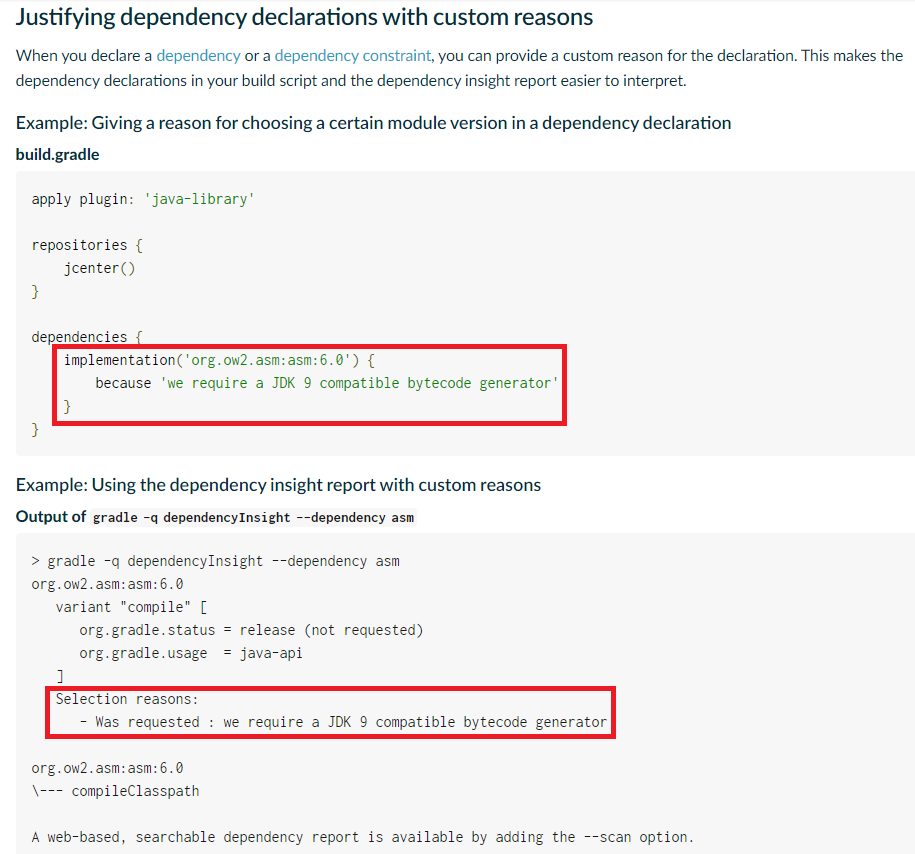 Justifying dependency declarations with custom reasons
When you declare a dependency or a dependency constraint, you can provide a custom reason for the declaration. This makes the
dependency declarations in your build script and the dependency insight report easier to interpret.
Example: Giving a reason for choosing a certain module version in a dependency declaration
build.gradle
apply plugin: 'java-library'
repositories {
    jcenter()
}
dependencies {
    implementation('org.ow2.asm:asm:6.0') {
        because 'we require a JDK 9 compatible bytecode generator'
    }
}
Example: Using the dependency insight report with custom reasons
Output of gradle -q dependencyInsight --dependency asm
> gradle -q dependencyInsight --dependency asm
org.ow2.asm:asm:6.0
   variant "compile" [
      org.gradle.status = release (not requested)
      org.gradle.usage  = java-api
   ]
   Selection reasons:
      - Was requested : we require a JDK 9 compatible bytecode generator
org.ow2.asm:asm:6.0
\--- compileClasspath
A web-based, searchable dependency report is available by adding the --scan option.